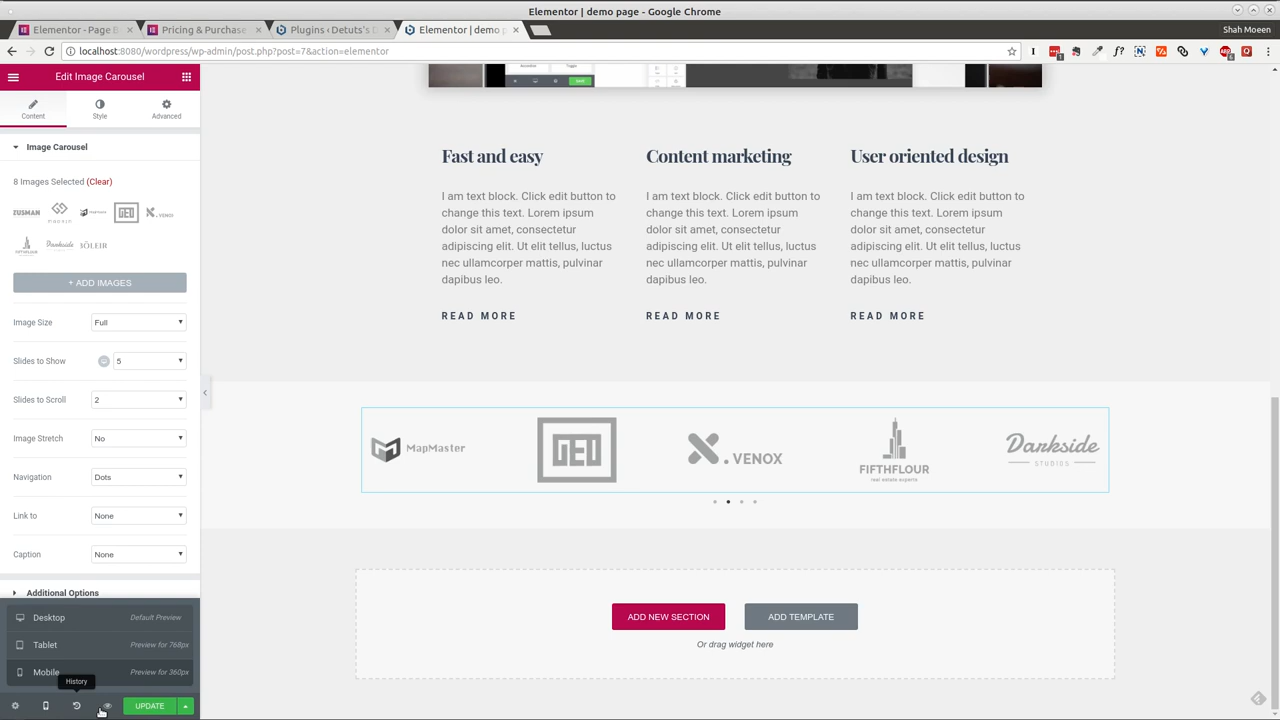 Elementor | demo page - Google Chrome
Elementor - Page B
Pricing & Purchase
Plugins ‹ Detuts's D
Elementor | demo p
Shah Moeen
localhost:8080/wordpress/wp-admin/post.php?post=7&action=elementor
Edit Image Carousel
Content
Style
Advanced
Image Carousel
8 Images Selected (Clear)
ZUSMAN
MapMaster
GEO
VENOX
FIFTHFLOUR
Darkside
SÖLEIR
+ ADD IMAGES
Image Size
Full
Slides to Show
5
Slides to Scroll
2
Image Stretch
No
Navigation
Dots
Link to
None
Caption
None
Additional Options
Desktop
Default Preview
Tablet
Preview for 768px
Mobile
Preview for 360px
History
UPDATE
Fast and easy
I am text block. Click edit button to
change this text. Lorem ipsum
dolor sit amet, consectetur
adipiscing elit. Ut elit tellus, luctus
nec ullamcorper mattis, pulvinar
dapibus leo.
READ MORE
Content marketing
I am text block. Click edit button to
change this text. Lorem ipsum
dolor sit amet, consectetur
adipiscing elit. Ut elit tellus, luctus
nec ullamcorper mattis, pulvinar
dapibus leo.
READ MORE
User oriented design
I am text block. Click edit button to
change this text. Lorem ipsum
dolor sit amet, consectetur
adipiscing elit. Ut elit tellus, luctus
nec ullamcorper mattis, pulvinar
dapibus leo.
READ MORE
MapMaster
GEO
X. VENOX
FIFTHFLOUR
real estate experts
Darkside
STUDIOS
ADD NEW SECTION
ADD TEMPLATE
Or drag widget here